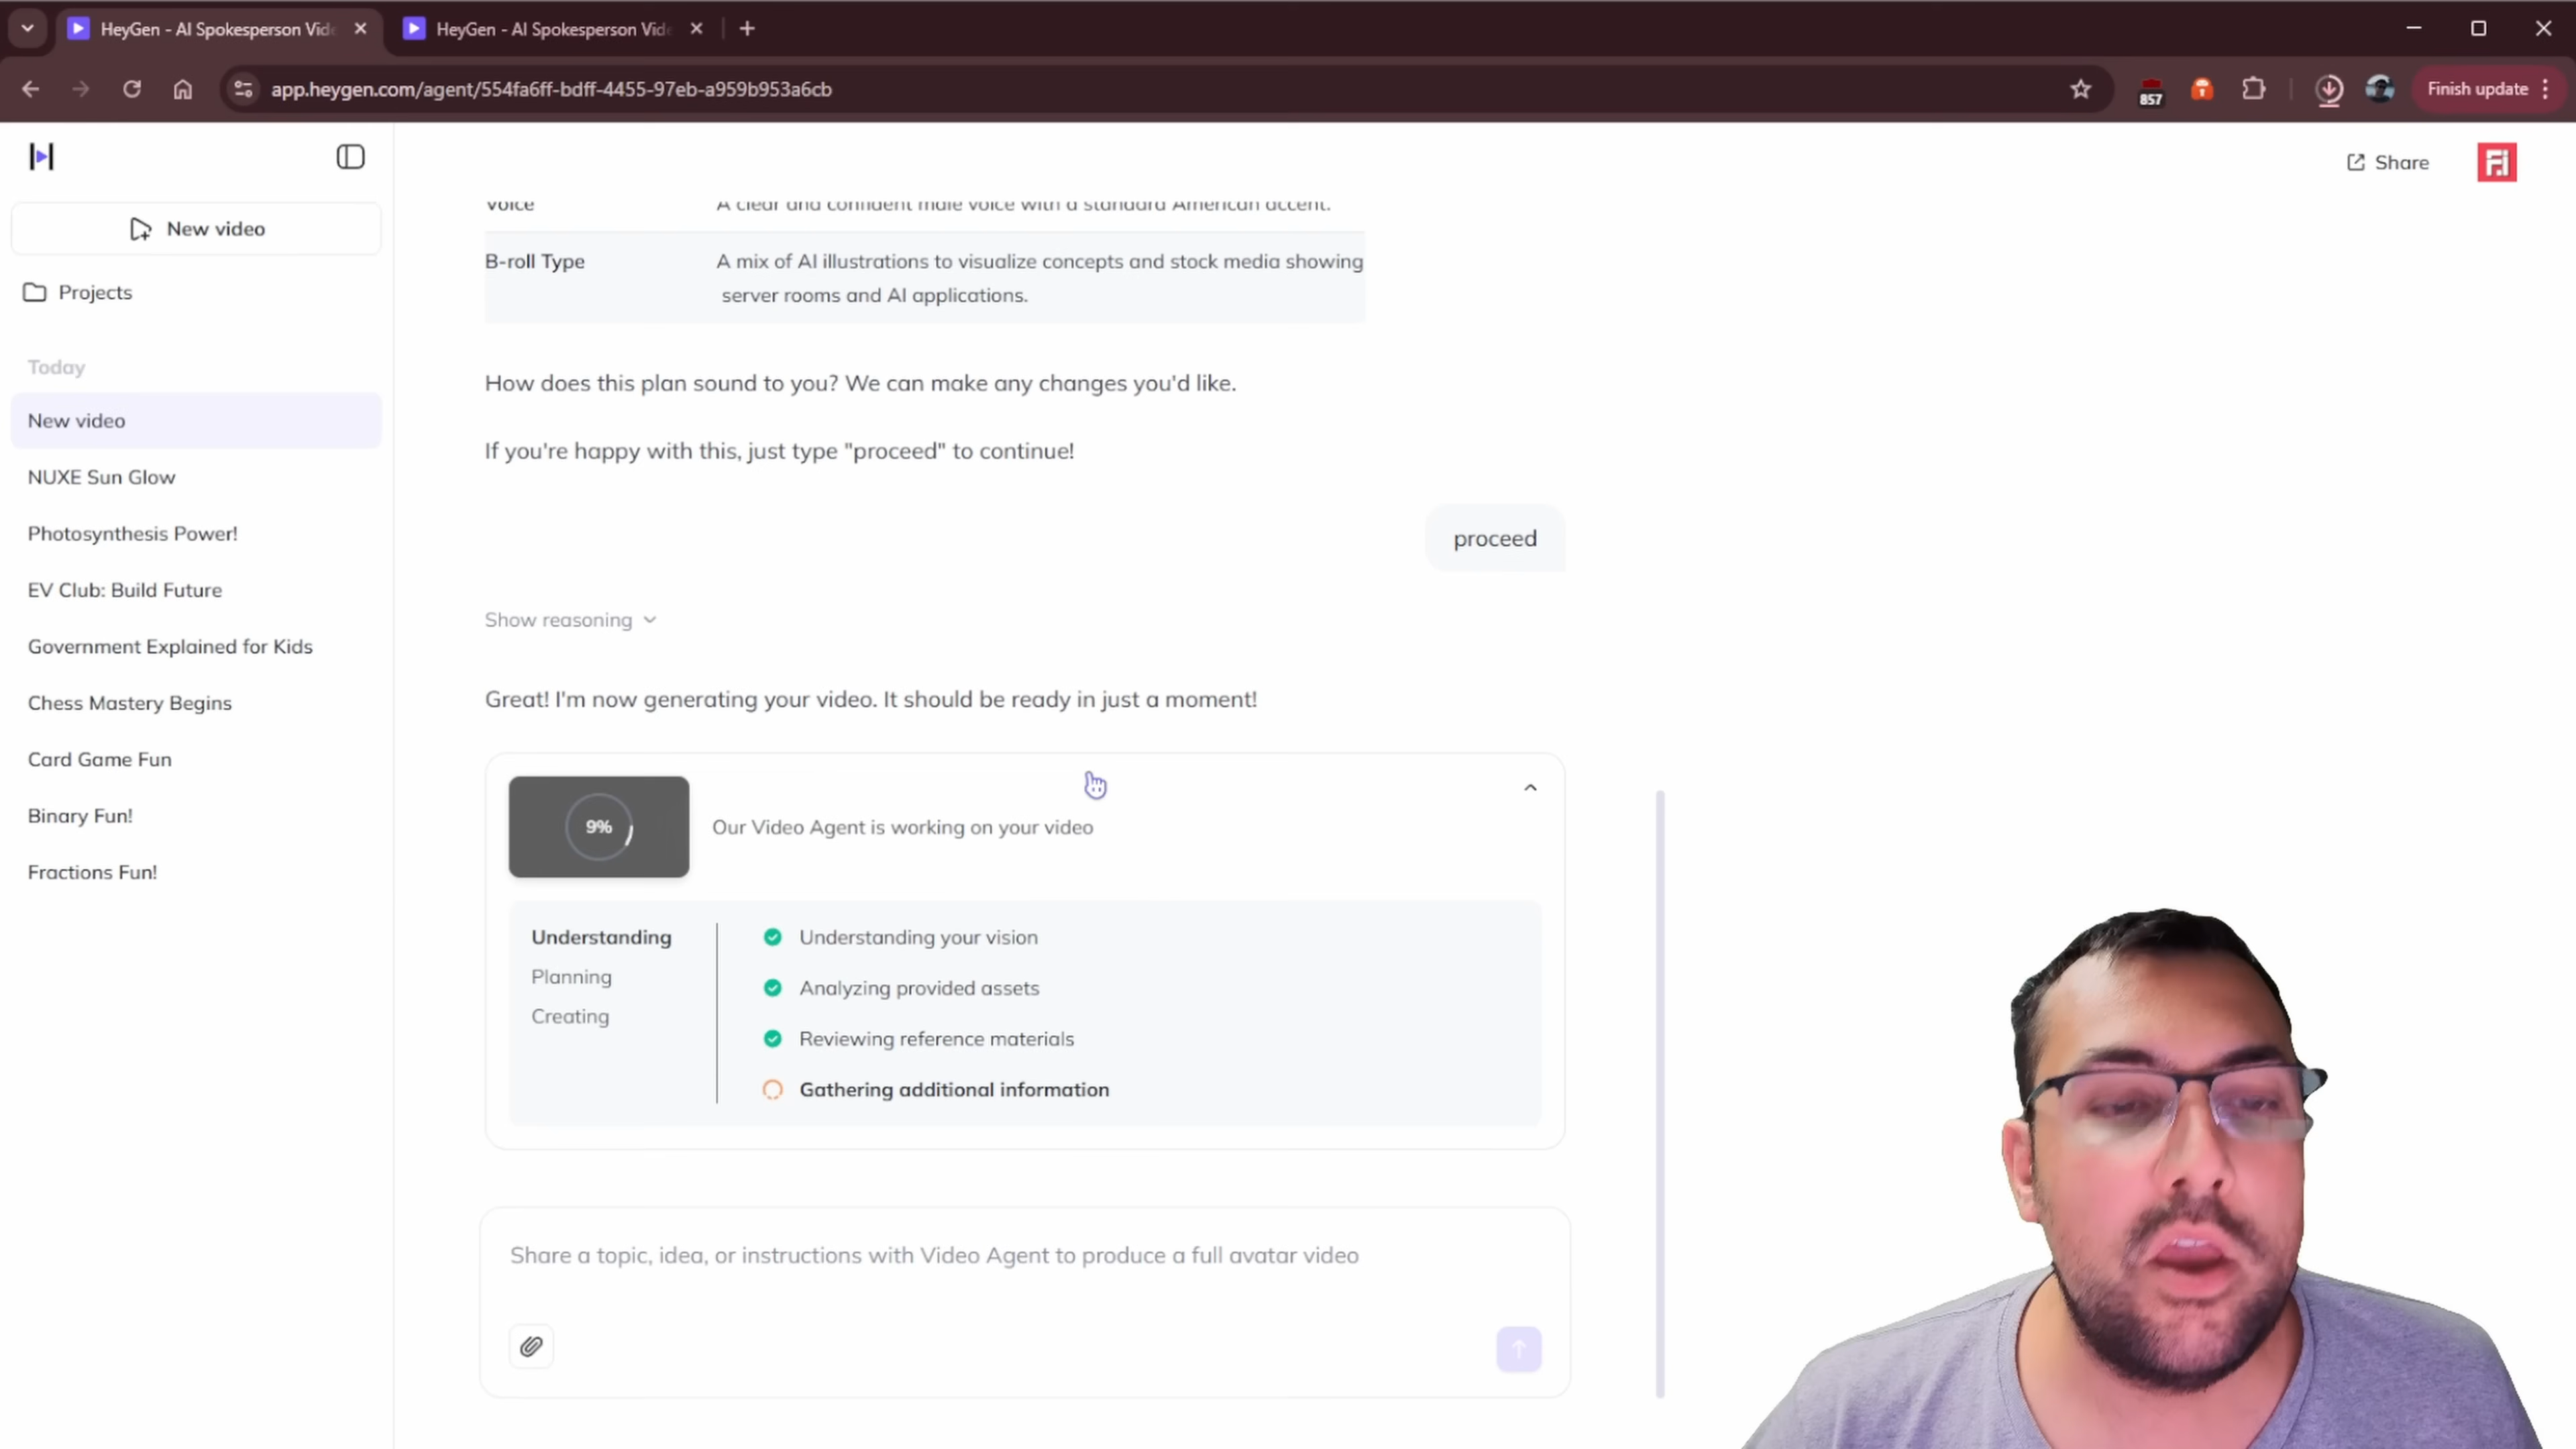 HeyGen - AI Spokesperson Vid
HeyGen - AI Spokesperson Vid
app.heygen.com/agent/554fa6ff-bdff-4455-97eb-a959b953a6cb
857
Finish update
Share
New video
Projects
Today
New video
NUXE Sun Glow
Photosynthesis Power!
EV Club: Build Future
Government Explained for Kids
Chess Mastery Begins
Card Game Fun
Binary Fun!
Fractions Fun!
Voice
A clear and confident male voice with a standard American accent.
B-roll Type
A mix of AI illustrations to visualize concepts and stock media showing
server rooms and AI applications.
How does this plan sound to you? We can make any changes you'd like.
If you're happy with this, just type "proceed" to continue!
proceed
Show reasoning
Great! I'm now generating your video. It should be ready in just a moment!
9%
Our Video Agent is working on your video
Understanding
Planning
Creating
Understanding your vision
Analyzing provided assets
Reviewing reference materials
Gathering additional information
Share a topic, idea, or instructions with Video Agent to produce a full avatar video